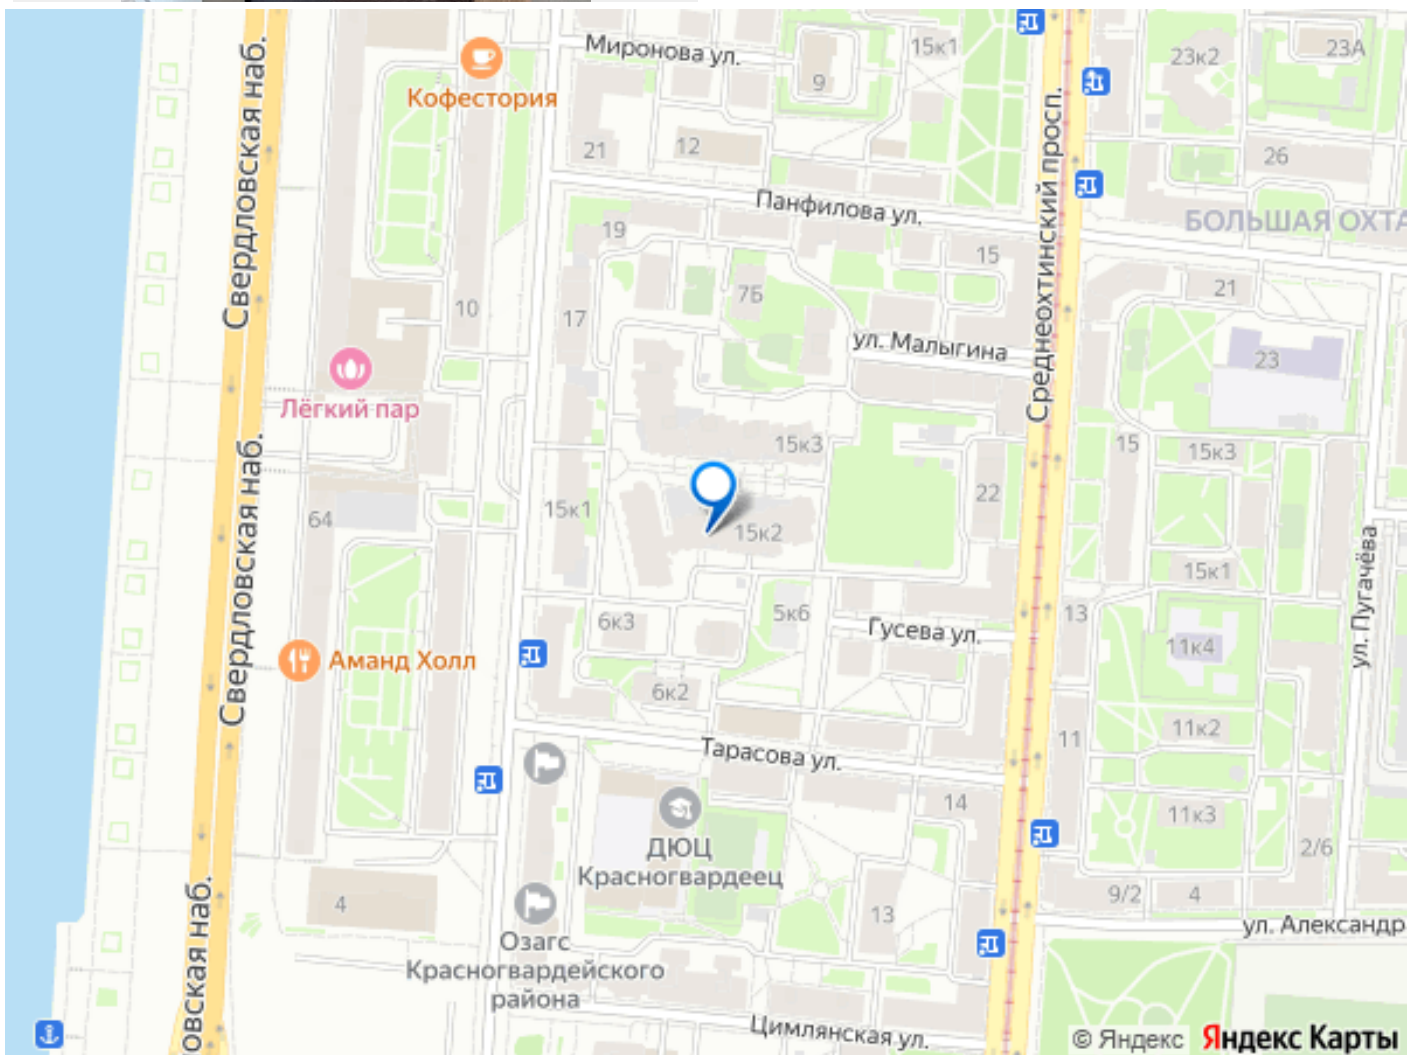 Миронова ул.
15к1
23к2
23А
Кофестория
9
Свердловская наб.
21
12
26
Среднеохтинский просп.
Панфилова ул.
БОЛЬШАЯ ОХТА
19
15
7Б
21
10
17
ул. Малыгина
23
Лёгкий пар
15к3
15
15к3
Свердловская наб.
22
64
15к1
15к2
ул. Пугачёва
15к1
6к3
5к6
Гусева ул.
13
11к4
Аманд Холл
6к2
11к2
11
Тарасова ул.
14
11к3
ДЮЦ
Красногвардеец
2/6
4
9/2
4
13
ул. Александр
Озагс
Красногвардейского
района
овская наб.
Цимлянская ул.
© Яндекс Яндекс Карты